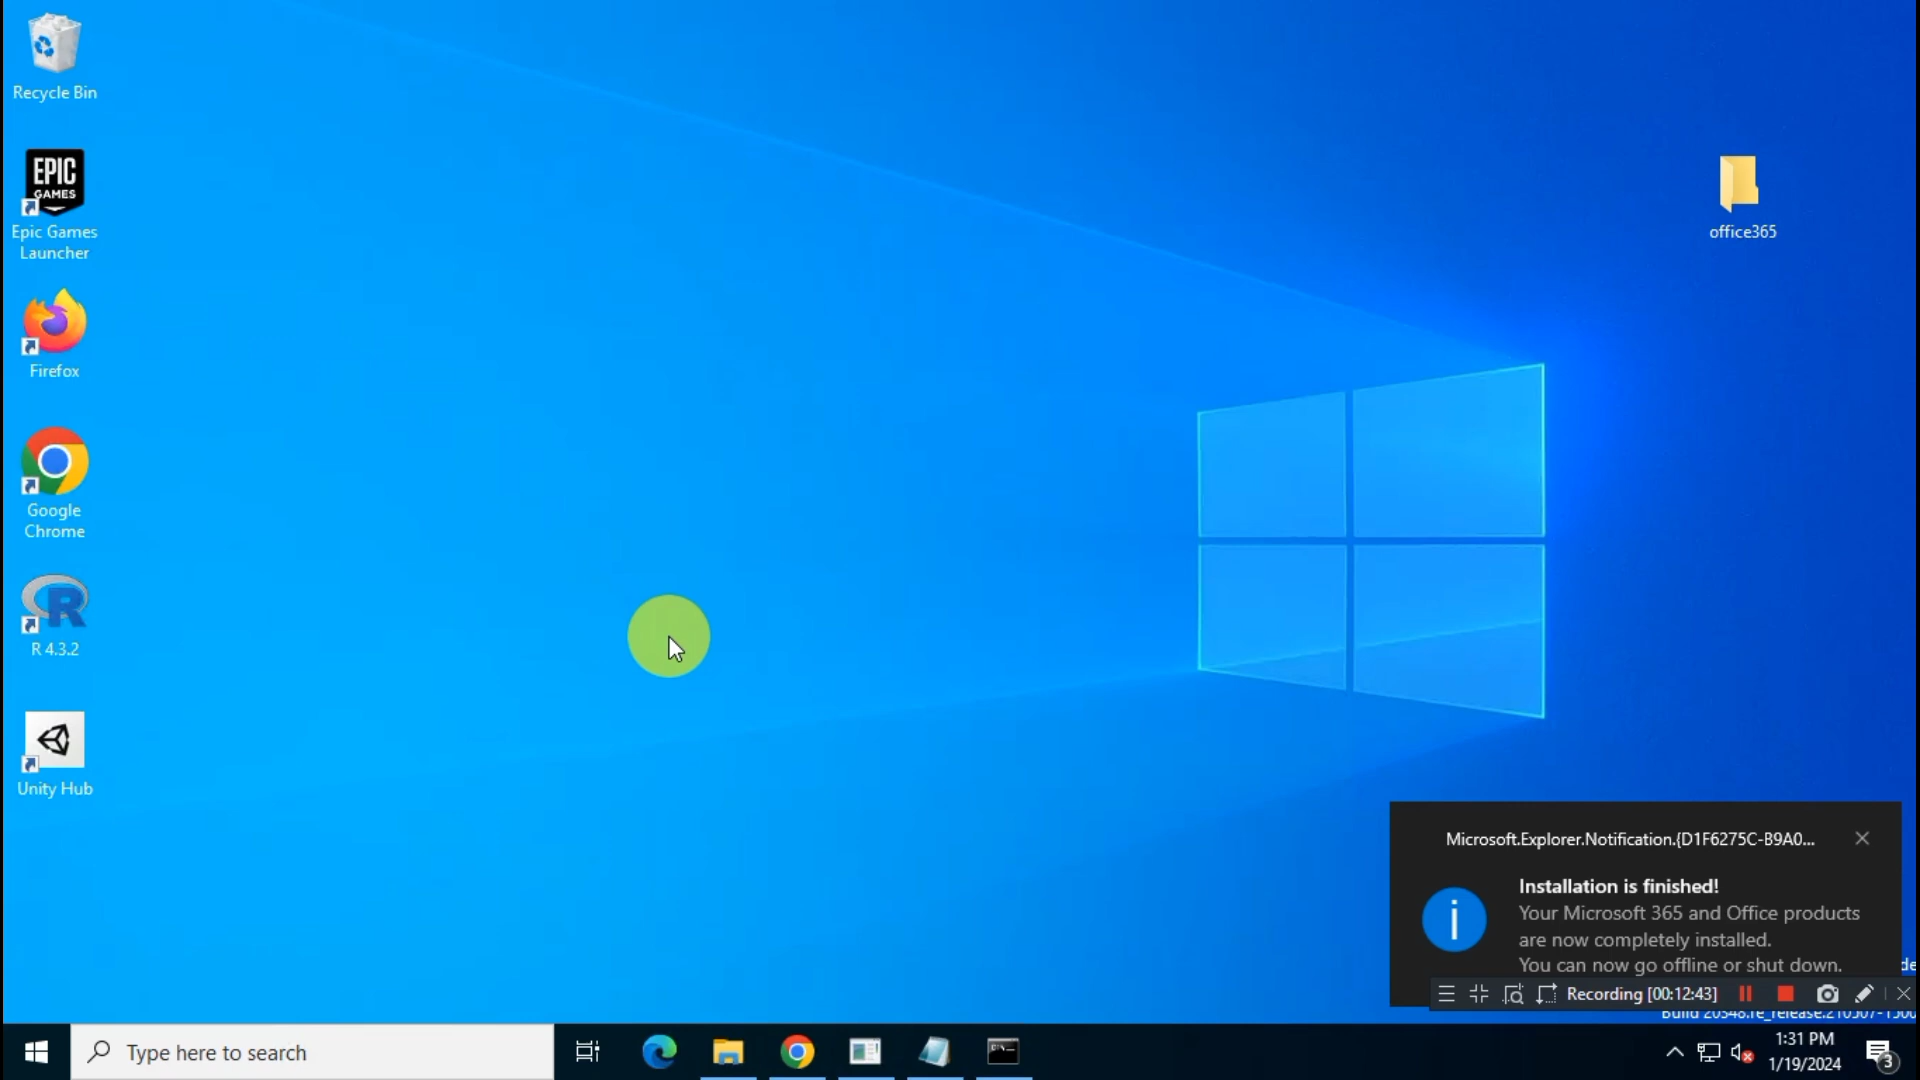 Recycle Bin
EPIC
GAMES
Epic Games
Launcher
Firefox
Google
Chrome
R
R 4.3.2
Unity Hub
office365
Microsoft.Explorer.Notification.{D1F6275C-B9A0...
Installation is finished!
Your Microsoft 365 and Office products
are now completely installed.
You can now go offline or shut down.
Recording [00:12:43]
Type here to search
1:31 PM
1/19/2024
3